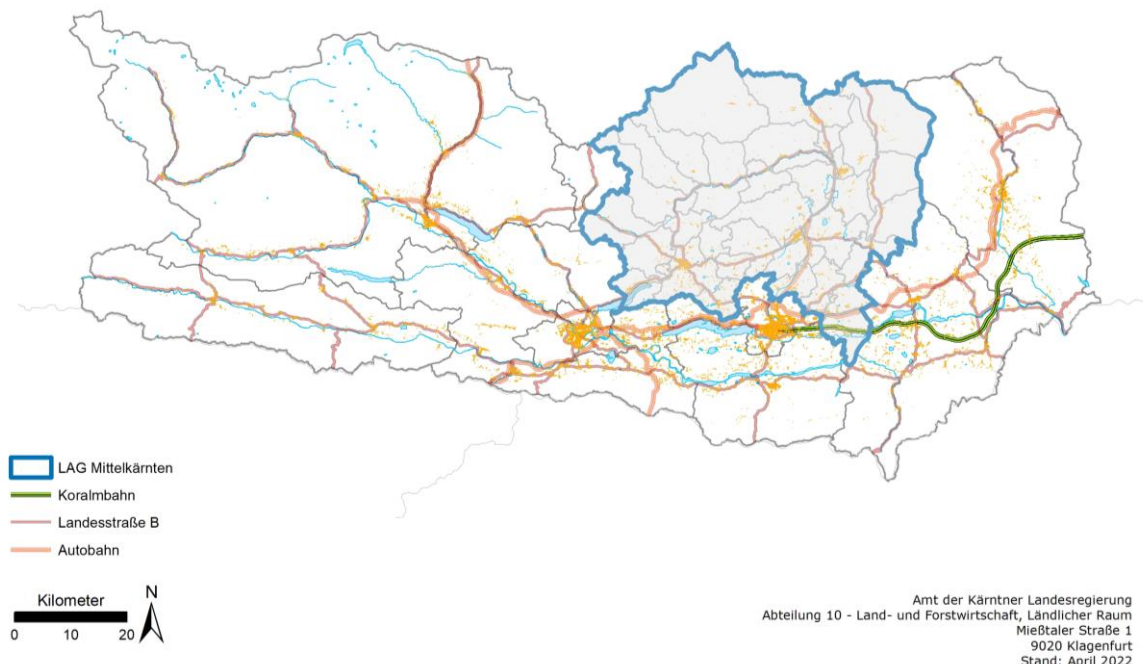 LAG Mittelkärnten
Koralmbahn
Landesstraße B
Autobahn
Kilometer
N
0 10 20
Amt der Kärntner Landesregierung
Abteilung 10 - Land- und Forstwirtschaft, Ländlicher Raum
Mießtaler Straße 1
9020 Klagenfurt
Stand: April 2022